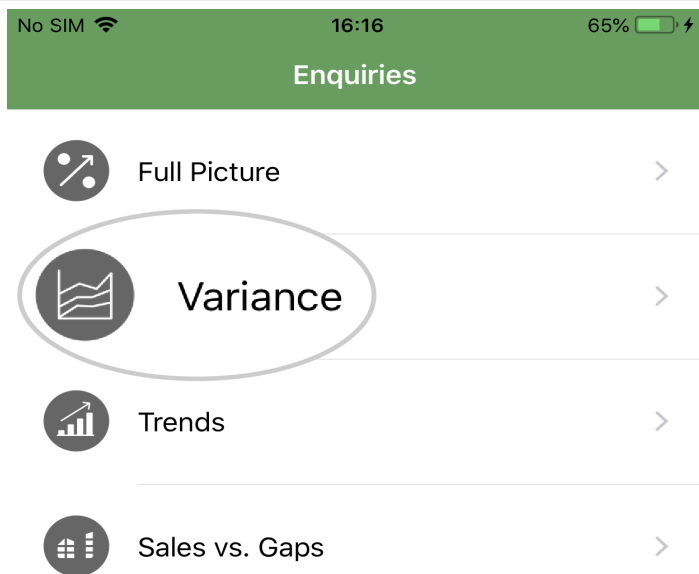 No SIM 16:16 65%
Enquiries
Full Picture
Variance
Trends
Sales vs. Gaps